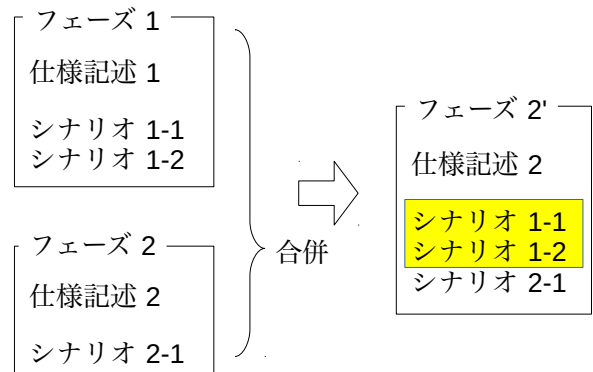 フェーズ 1
仕様記述 1
シナリオ 1-1
シナリオ 1-2
フェーズ 2
仕様記述 2
シナリオ 2-1
合併
フェーズ 2'
仕様記述 2
シナリオ 1-1
シナリオ 1-2
シナリオ 2-1